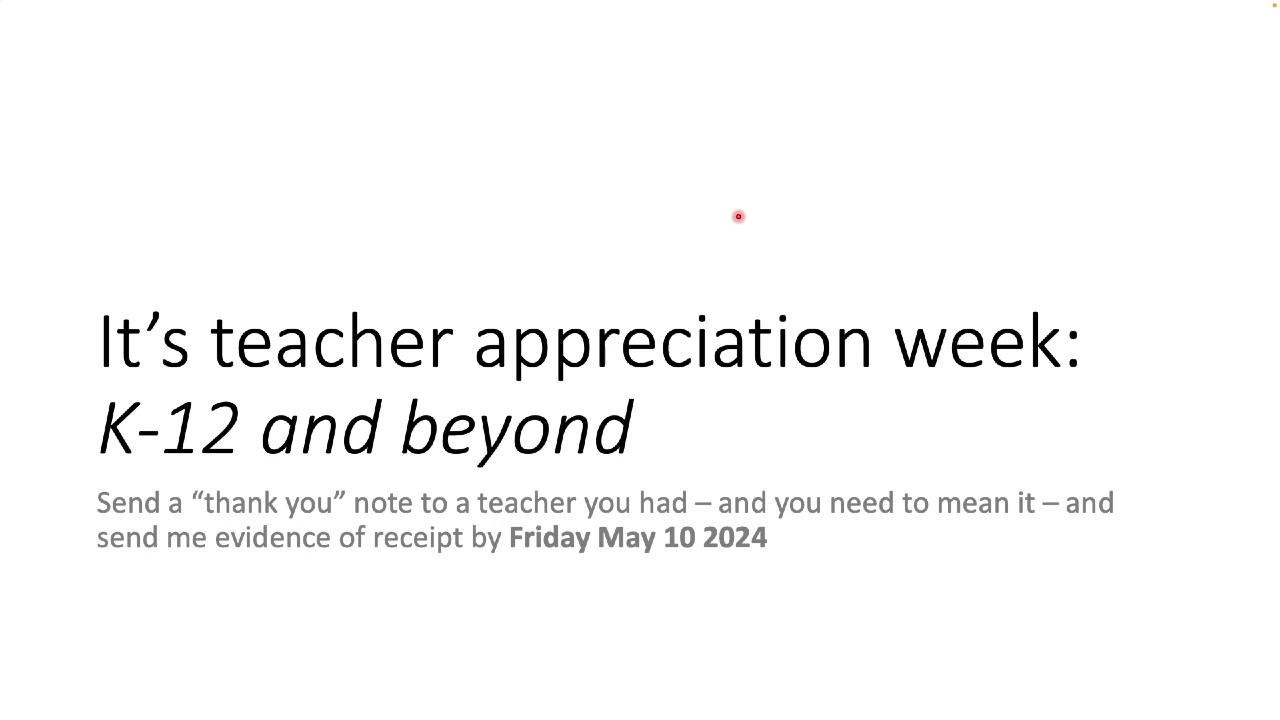 It’s teacher appreciation week:
K-12 and beyond
Send a “thank you” note to a teacher you had – and you need to mean it – and
send me evidence of receipt by Friday May 10 2024